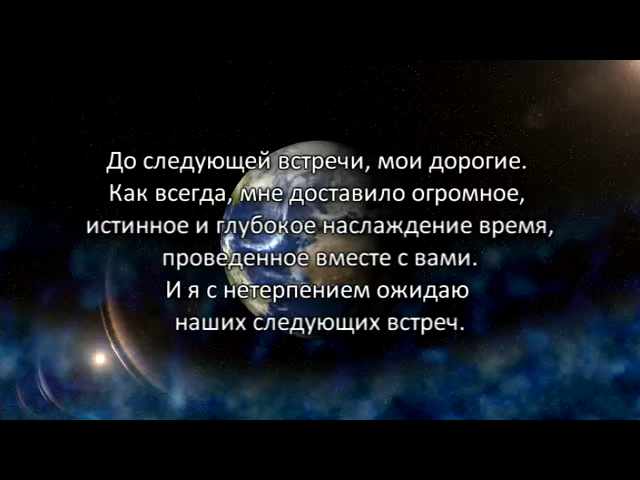 До следующей встречи, мои дорогие.
Как всегда, мне доставило огромное,
истинное и глубокое наслаждение время,
проведенное вместе с вами.
И я с нетерпением ожидаю
наших следующих встреч.